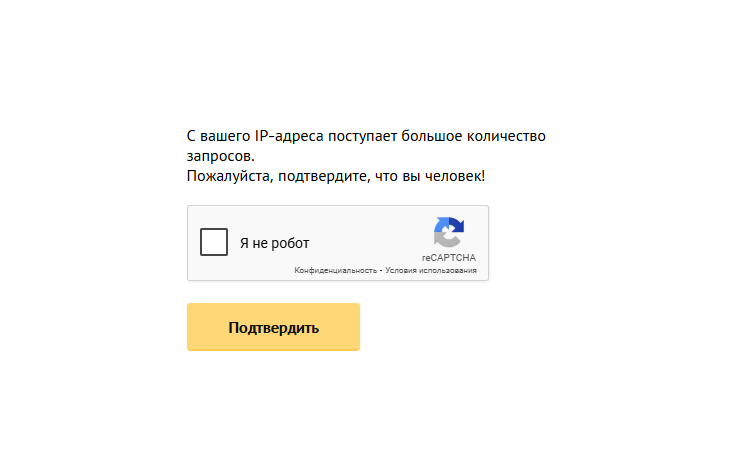 С вашего IP-адреса поступает большое количество
запросов.
Пожалуйста, подтвердите, что вы человек!
Я не робот
reCAPTCHA
Конфиденциальность - Условия использования
Подтвердить